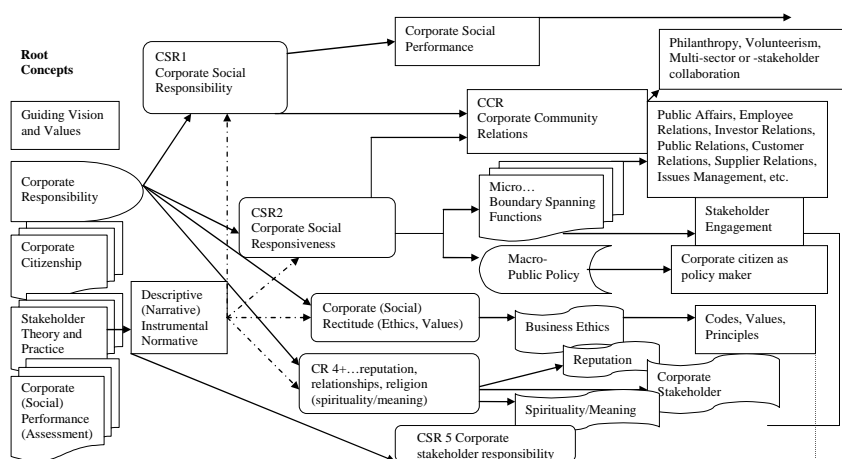 Root
Concepts
Guiding Vision
and Values
Corporate
Responsibility
Corporate
Citizenship
Stakeholder
Theory and
Practice
Corporate
(Social)
Performance
(Assessment)
Descriptive
(Narrative)
Instrumental
Normative
CSR1
Corporate Social
Responsibility
CSR2
Corporate Social
Responsiveness
Corporate (Social)
Rectitude (Ethics, Values)
CR 4+…reputation,
relationships, religion
(spirituality/meaning)
CSR 5 Corporate
stakeholder responsibility
Corporate Social
Performance
CCR
Corporate Community
Relations
Micro…
Boundary Spanning
Functions
Macro-
Public Policy
Business Ethics
Reputation
Spirituality/Meaning
Philanthropy, Volunteerism,
Multi-sector or -stakeholder
collaboration
Public Affairs, Employee
Relations, Investor Relations,
Public Relations, Customer
Relations, Supplier Relations,
Issues Management, etc.
Stakeholder
Engagement
Corporate citizen as
policy maker
Codes, Values,
Principles
Corporate
Stakeholder